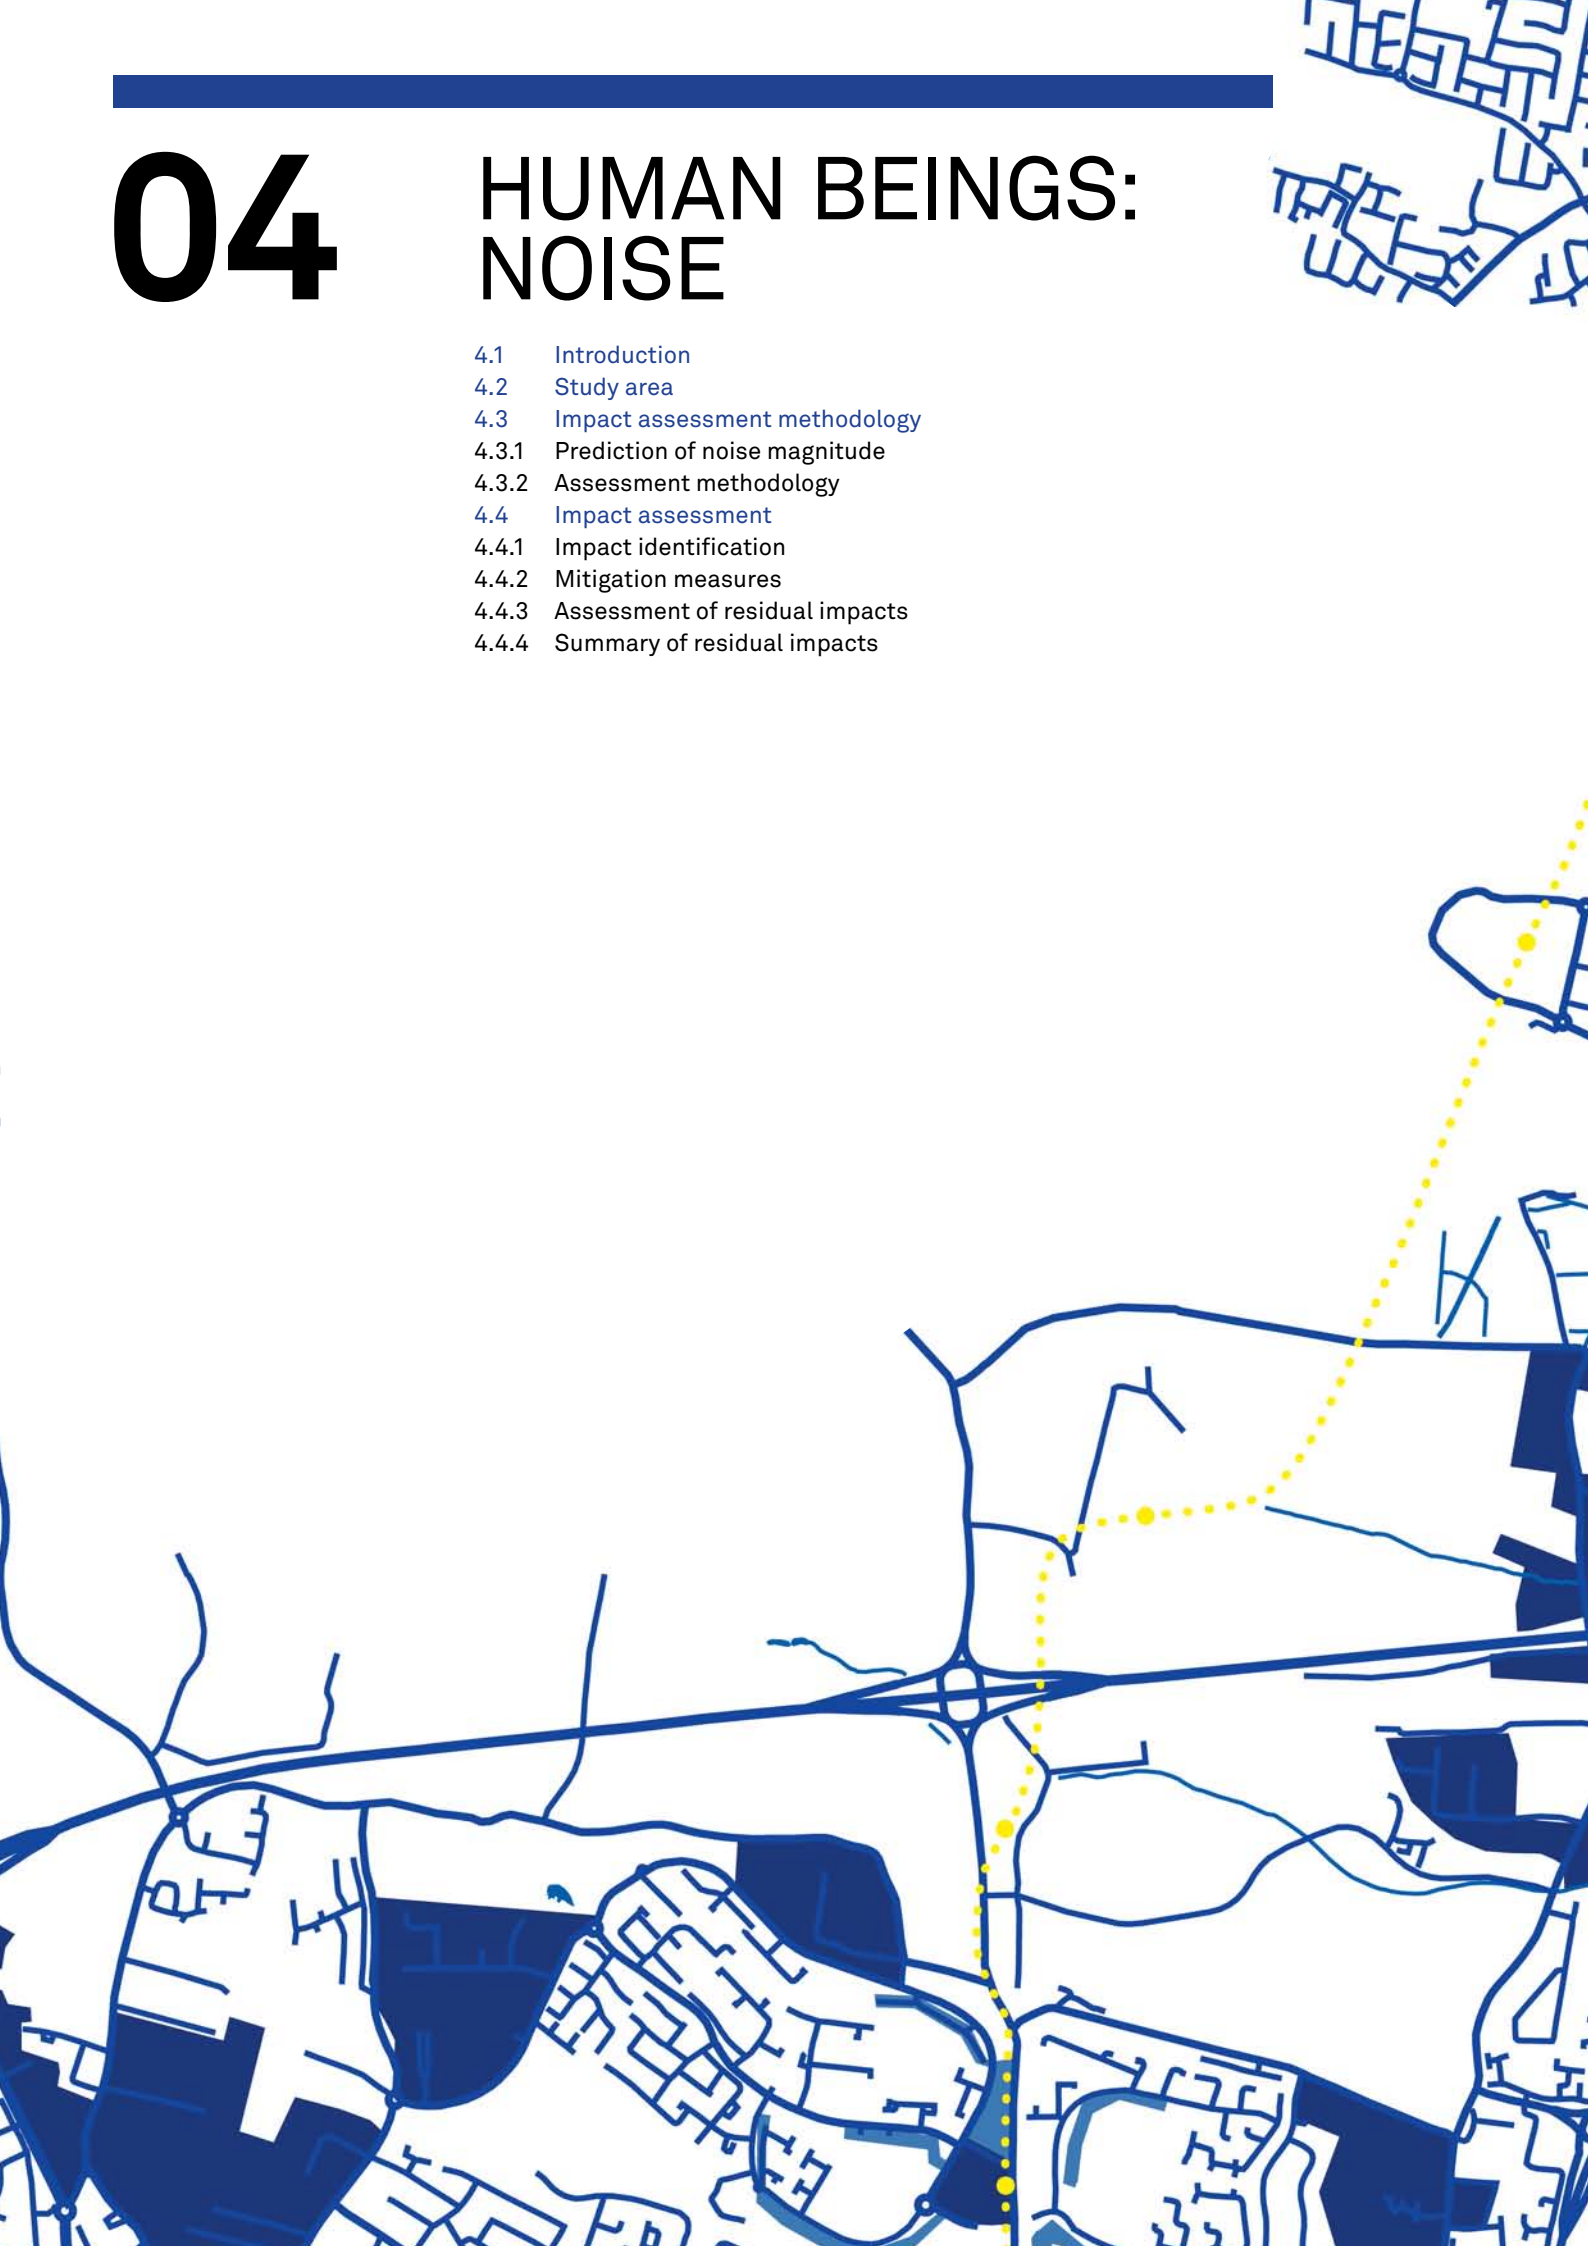 04
HUMAN BEINGS:
NOISE
4.1 Introduction
4.2 Study area
4.3 Impact assessment methodology
4.3.1 Prediction of noise magnitude
4.3.2 Assessment methodology
4.4 Impact assessment
4.4.1 Impact identification
4.4.2 Mitigation measures
4.4.3 Assessment of residual impacts
4.4.4 Summary of residual impacts